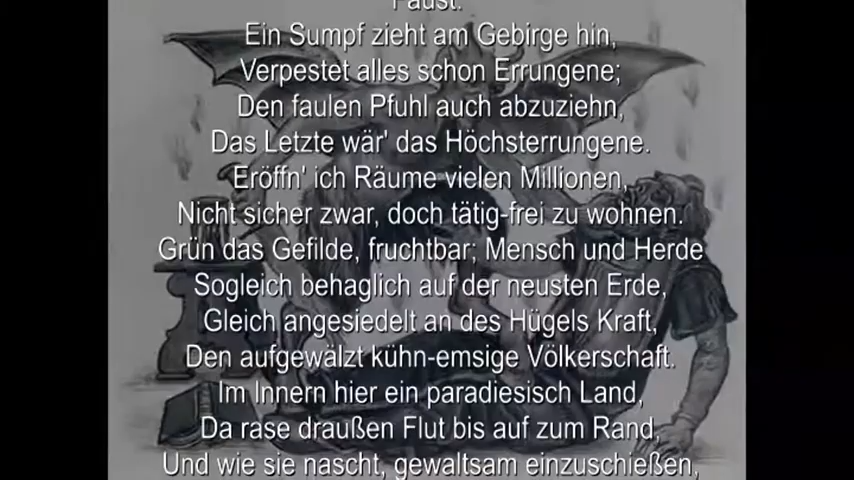 Faust.
Ein Sumpf zieht am Gebirge hin,
Verpestet alles schon Errungene;
Den faulen Pfuhl auch abzuziehn,
Das Letzte wär' das Höchsterrungene.
Eröffn' ich Räume vielen Millionen,
Nicht sicher zwar, doch tätig-frei zu wohnen.
Grün das Gefilde, fruchtbar; Mensch und Herde
Sogleich behaglich auf der neusten Erde,
Gleich angesiedelt an des Hügels Kraft,
Den aufgewälzt kühn-emsige Völkerschaft.
Im Innern hier ein paradiesisch Land,
Da rase draußen Flut bis auf zum Rand,
Und wie sie nascht, gewaltsam einzuschießen,